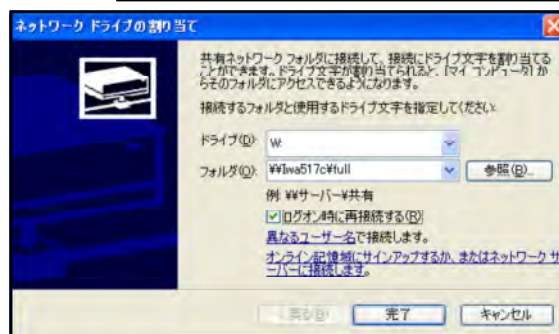 ネットワーク ドライブの割り当て
共有ネットワーク フォルダに接続して、接続にドライブ文字を割り当てる
ことができます。ドライブ文字が割り当てられると、[マイ コンピュータ] か
らそのフォルダにアクセスできるようになります。
接続するフォルダと使用するドライブ文字を指定してください:
ドライブ(D): W:
フォルダ(O): ¥¥Iwa517c¥full 参照(B)...
例: ¥¥サーバー¥共有
ログオン時に再接続する(R)
異なるユーザー名で接続します。
オンライン記憶域にサインアップするか、またはネットワーク サ
ーバーに接続します。
< 戻る(B) 完了 キャンセル